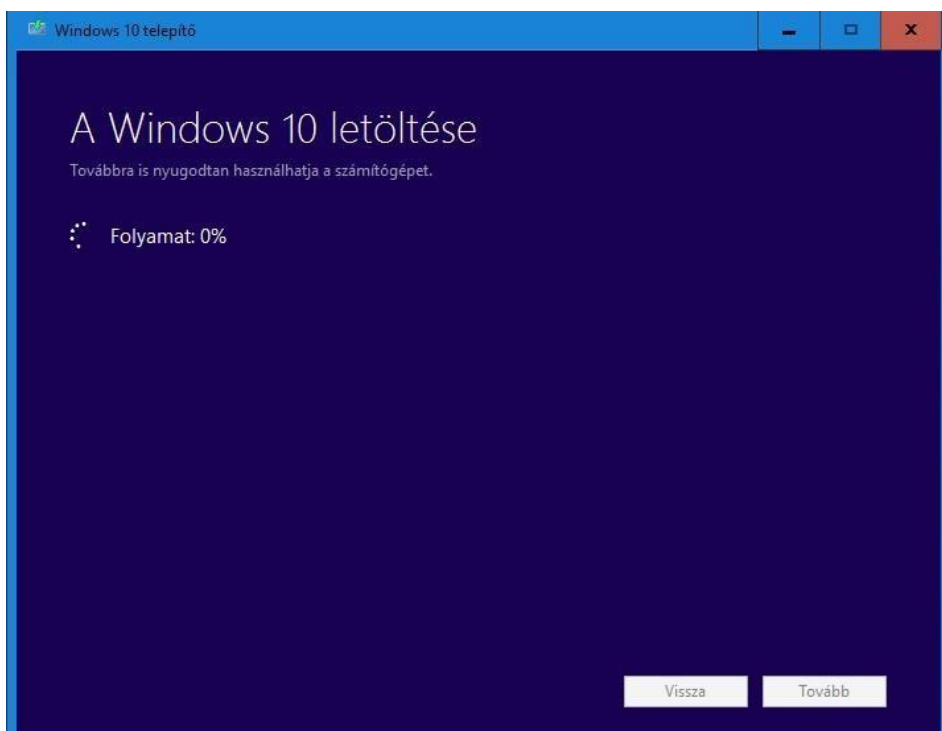 Windows 10 telepítő
A Windows 10 letöltése
Továbbra is nyugodtan használhatja a számítógépet.
Folyamat: 0%
Vissza
Tovább